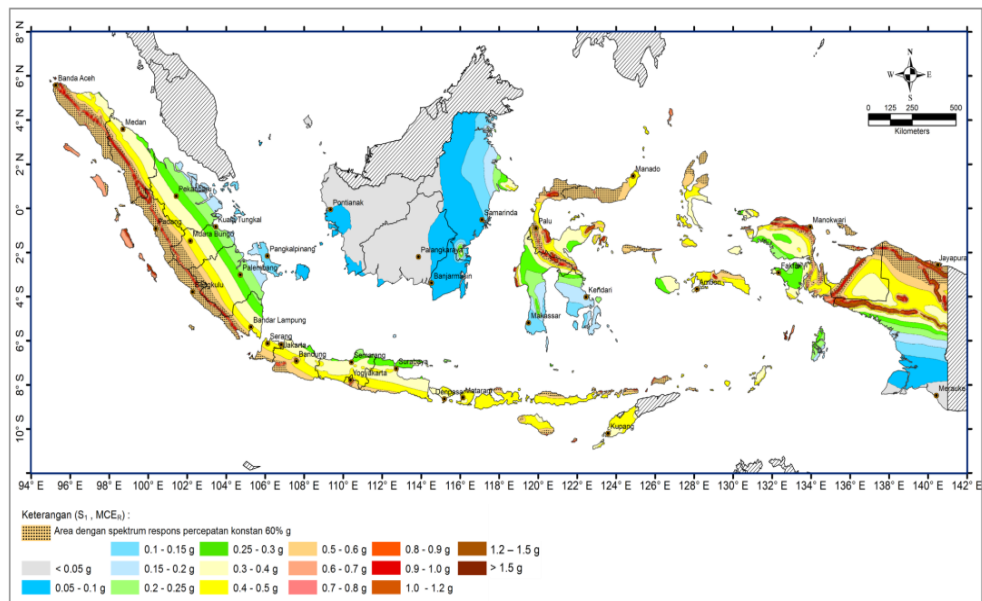 8° N
6° N
4° N
2° N
0°
2° S
4° S
6° S
8° S
10° S
N
W
E
S
0 125 250 500
Kilometers
Banda Aceh
Medan
Pekanbaru
Padang
Kuala Tungkal
Muara Bungo
Pangkalpinang
Palembang
Bengkulu
Bandar Lampung
Serang
Jakarta
Bandung
Semarang
Surabaya
Yogyakarta
Denpasar
Mataram
Kupang
Pontianak
Palangkaraya
Banjarmasin
Samarinda
Palu
Manado
Makassar
Kendari
Ambon
Fakfak
Manokwari
Jayapura
Merauke
94° E 96° E 98° E 100° E 102° E 104° E 106° E 108° E 110° E 112° E 114° E 116° E 118° E 120° E 122° E 124° E 126° E 128° E 130° E 132° E 134° E 136° E 138° E 140° E 142° E
Keterangan (S₁ , MCE_R) :
Area dengan spektrum respons percepatan konstan 60% g
0.1 - 0.15 g 0.25 - 0.3 g 0.5 - 0.6 g 0.8 - 0.9 g 1.2 – 1.5 g
< 0.05 g 0.15 - 0.2 g 0.3 - 0.4 g 0.6 - 0.7 g 0.9 - 1.0 g > 1.5 g
0.05 - 0.1 g 0.2 - 0.25 g 0.4 - 0.5 g 0.7 - 0.8 g 1.0 - 1.2 g